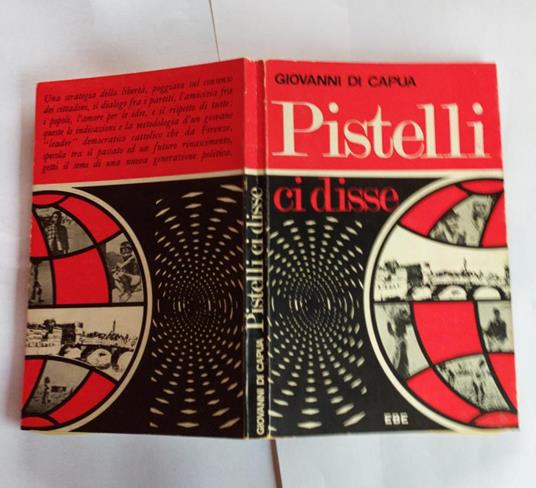 Una strategia della libertà, poggiata sul consenso
dei cittadini, il dialogo fra i partiti, l'amicizia fra
i popoli, l'amore per le idee, e il rispetto di tutte:
queste le indicazioni e la metodologia d'un giovane
"leader" democratico cattolico che da Firenze,
quercia tra il passato ed un futuro rinascimento,
gettò il seme di una nuova generazione politica.
GIOVANNI DI CAPUA Pistelli ci disse
GIOVANNI DI CAPUA
Pistelli
ci disse
EBE